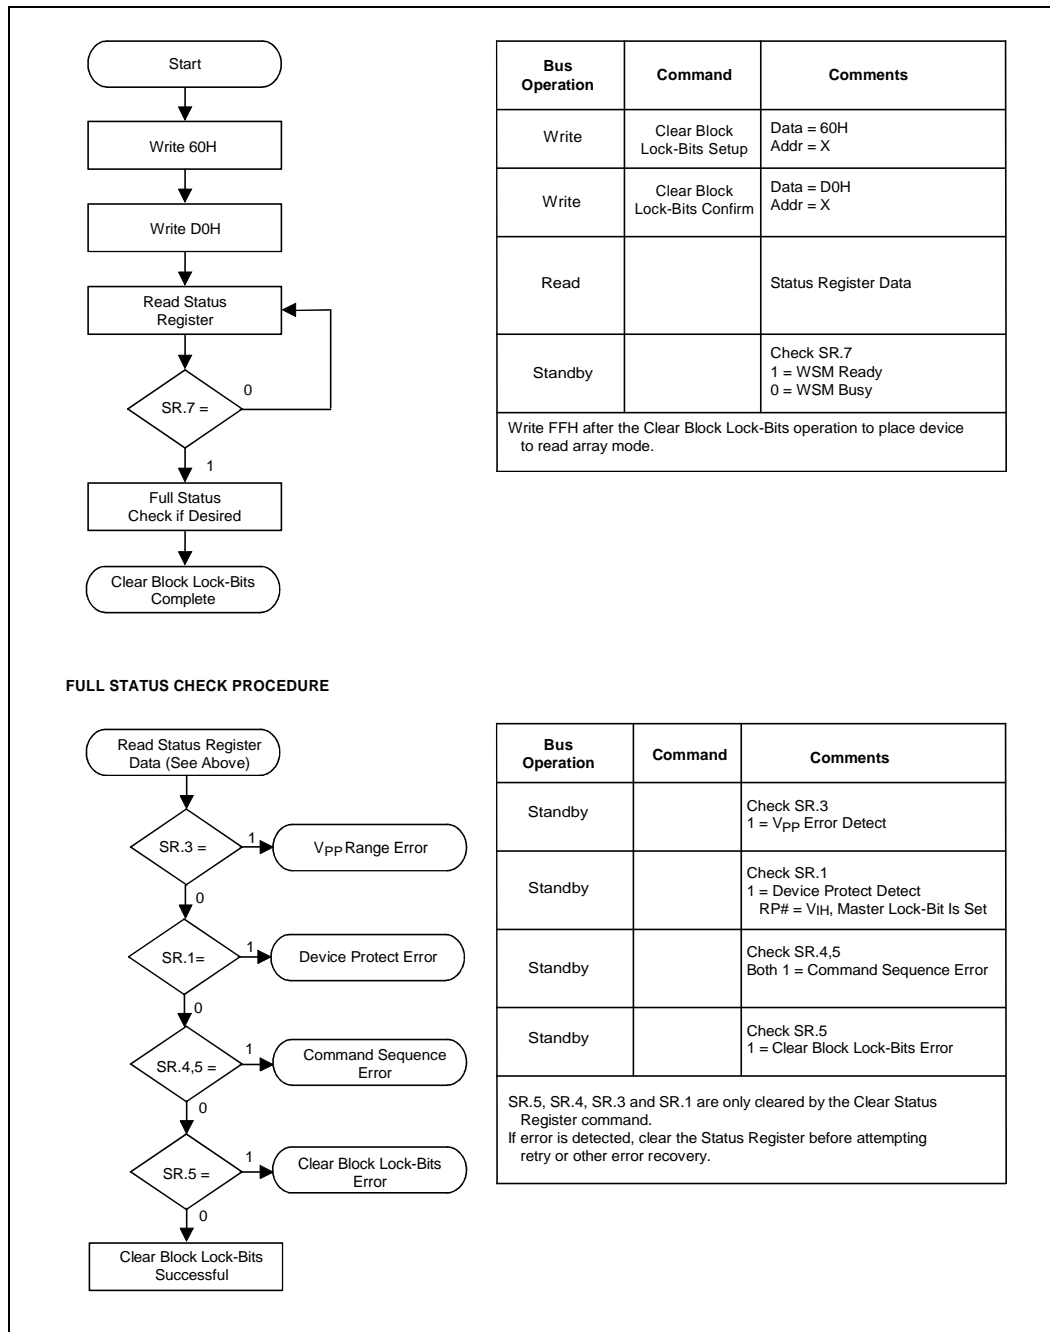 Start
Write 60H
Write D0H
Read Status
Register
0
SR.7 =
1
Full Status
Check if Desired
Clear Block Lock-Bits
Complete
Bus
Operation
Command
Comments
Write
Clear Block
Lock-Bits Setup
Data = 60H
Addr = X
Write
Clear Block
Lock-Bits Confirm
Data = D0H
Addr = X
Read
Status Register Data
Standby
Check SR.7
1 = WSM Ready
0 = WSM Busy
Write FFH after the Clear Block Lock-Bits operation to place device
to read array mode.
FULL STATUS CHECK PROCEDURE
Read Status Register
Data (See Above)
SR.3 =
1
VPP Range Error
0
SR.1=
1
Device Protect Error
0
SR.4,5 =
1
Command Sequence
Error
0
SR.5 =
1
Clear Block Lock-Bits
Error
0
Clear Block Lock-Bits
Successful
Bus
Operation
Command
Comments
Standby
Check SR.3
1 = VPP Error Detect
Standby
Check SR.1
1 = Device Protect Detect
RP# = VIH, Master Lock-Bit Is Set
Standby
Check SR.4,5
Both 1 = Command Sequence Error
Standby
Check SR.5
1 = Clear Block Lock-Bits Error
SR.5, SR.4, SR.3 and SR.1 are only cleared by the Clear Status
Register command.
If error is detected, clear the Status Register before attempting
retry or other error recovery.